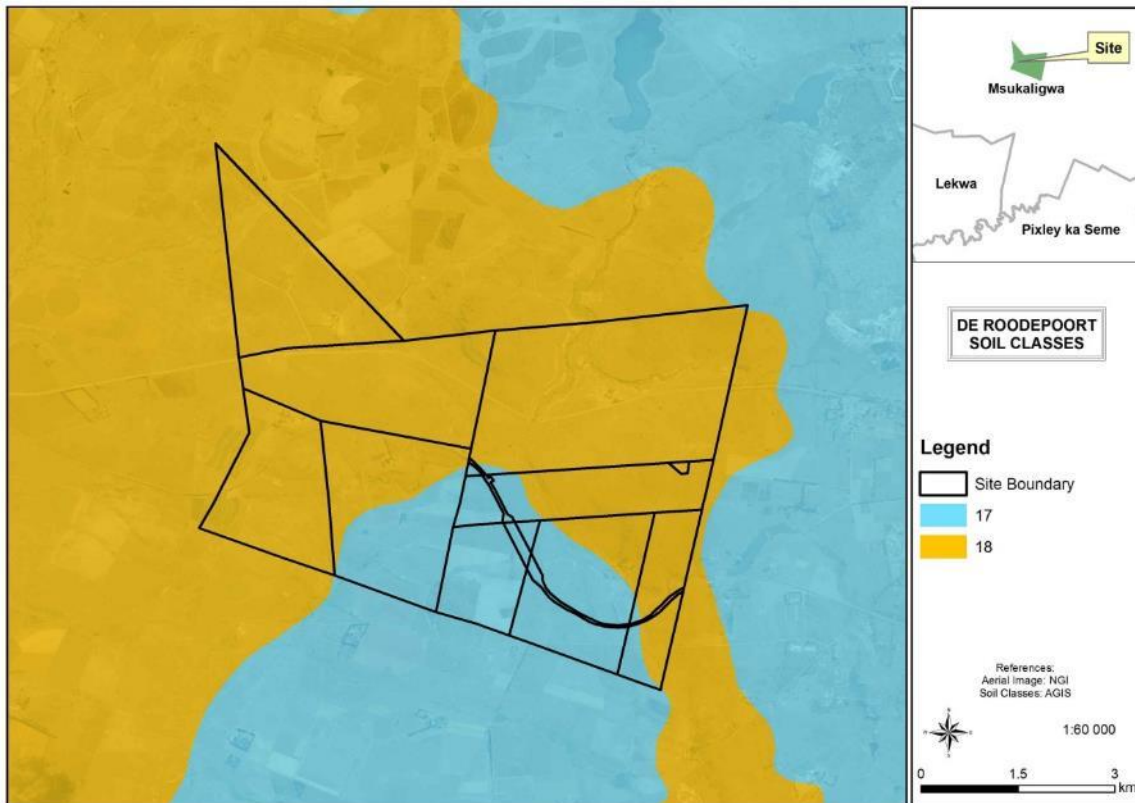 Site
Msukaligwa
Lekwa
Pixley ka Seme
DE ROODEPOORT
SOIL CLASSES
Legend
Site Boundary
17
18
References:
Aerial Image: NGI
Soil Classes: AGIS
1:60 000
0 1.5 3
km